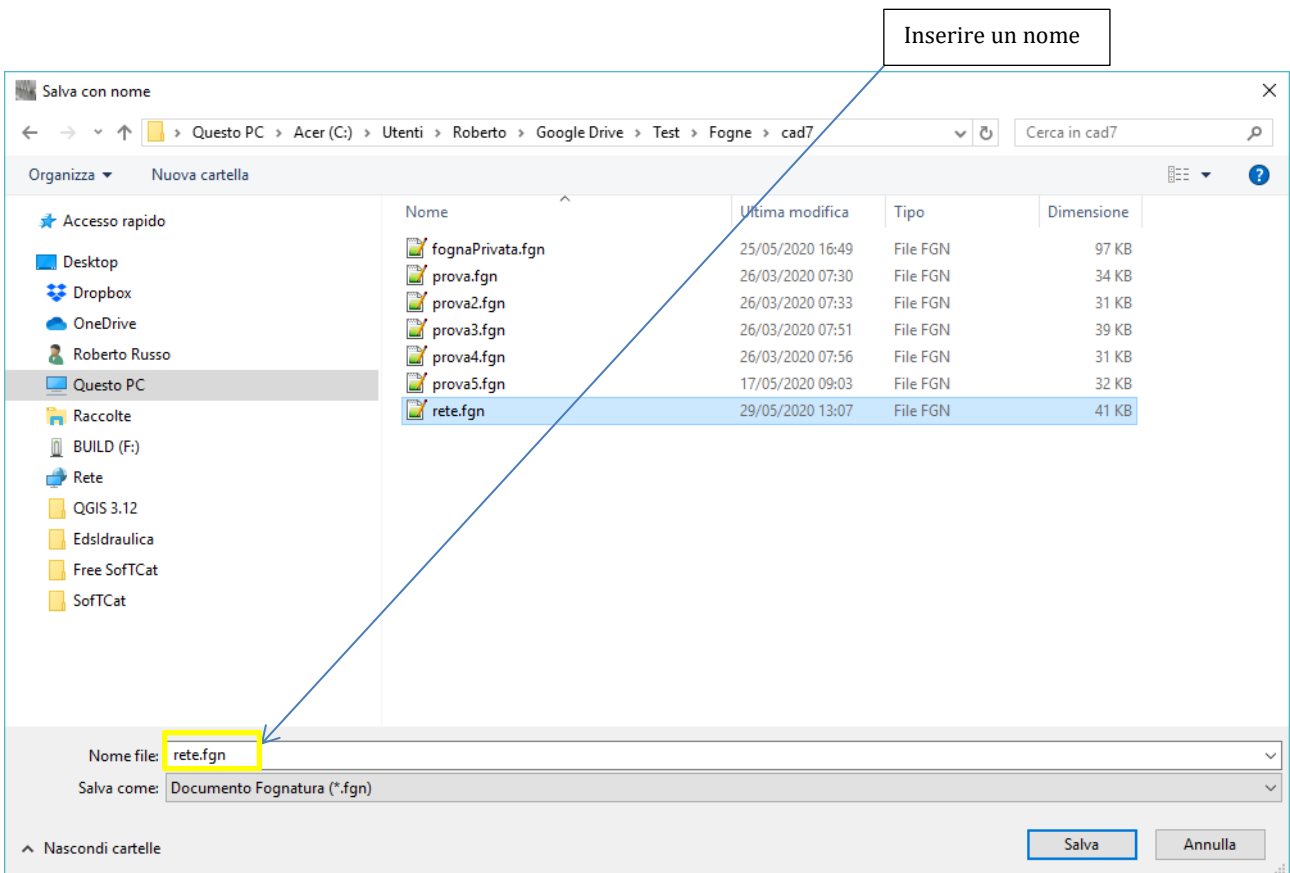 Inserire un nome
Salva con nome
Questo PC > Acer (C:) > Utenti > Roberto > Google Drive > Test > Fogne > cad7
Cerca in cad7
Organizza Nuova cartella
Accesso rapido
Desktop
Dropbox
OneDrive
Roberto Russo
Questo PC
Raccolte
BUILD (F:)
Rete
QGIS 3.12
EdsIdraulica
Free SofTCat
SofTCat
Nome Ultima modifica Tipo Dimensione
fognaPrivata.fgn 25/05/2020 16:49 File FGN 97 KB
prova.fgn 26/03/2020 07:30 File FGN 34 KB
prova2.fgn 26/03/2020 07:33 File FGN 31 KB
prova3.fgn 26/03/2020 07:51 File FGN 39 KB
prova4.fgn 26/03/2020 07:56 File FGN 31 KB
prova5.fgn 17/05/2020 09:03 File FGN 32 KB
rete.fgn 29/05/2020 13:07 File FGN 41 KB
Nome file: rete.fgn
Salva come: Documento Fognatura (*.fgn)
Nascondi cartelle
Salva
Annulla